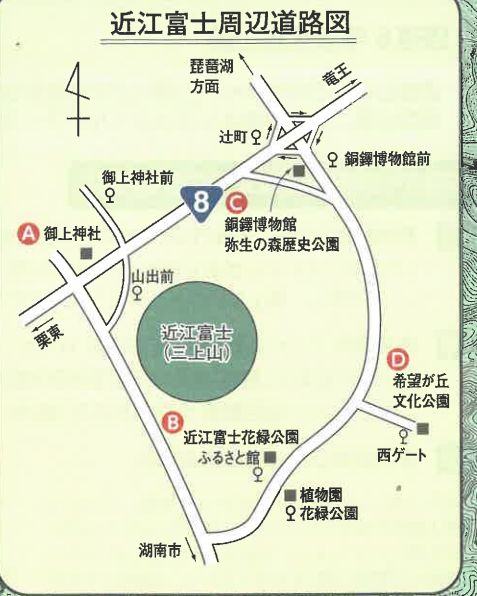 近江富士周辺道路図
琵琶湖
方面
竜王
辻町
銅鐸博物館前
御上神社前
8
C
銅鐸博物館
弥生の森歴史公園
A 御上神社
山出前
栗東
近江富士
(三上山)
D
希望が丘
文化公園
B
近江富士花緑公園
ふるさと館
西ゲート
植物園
花緑公園
湖南市